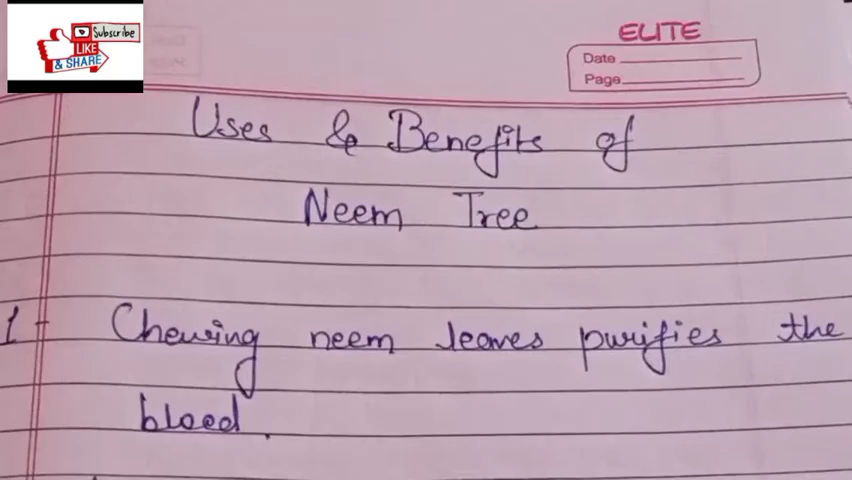 Subscribe
LIKE
& SHARE
ELITE
Date
Page
Uses & Benefits of
Neem Tree
1- Chewing neem leaves purifies the
blood.